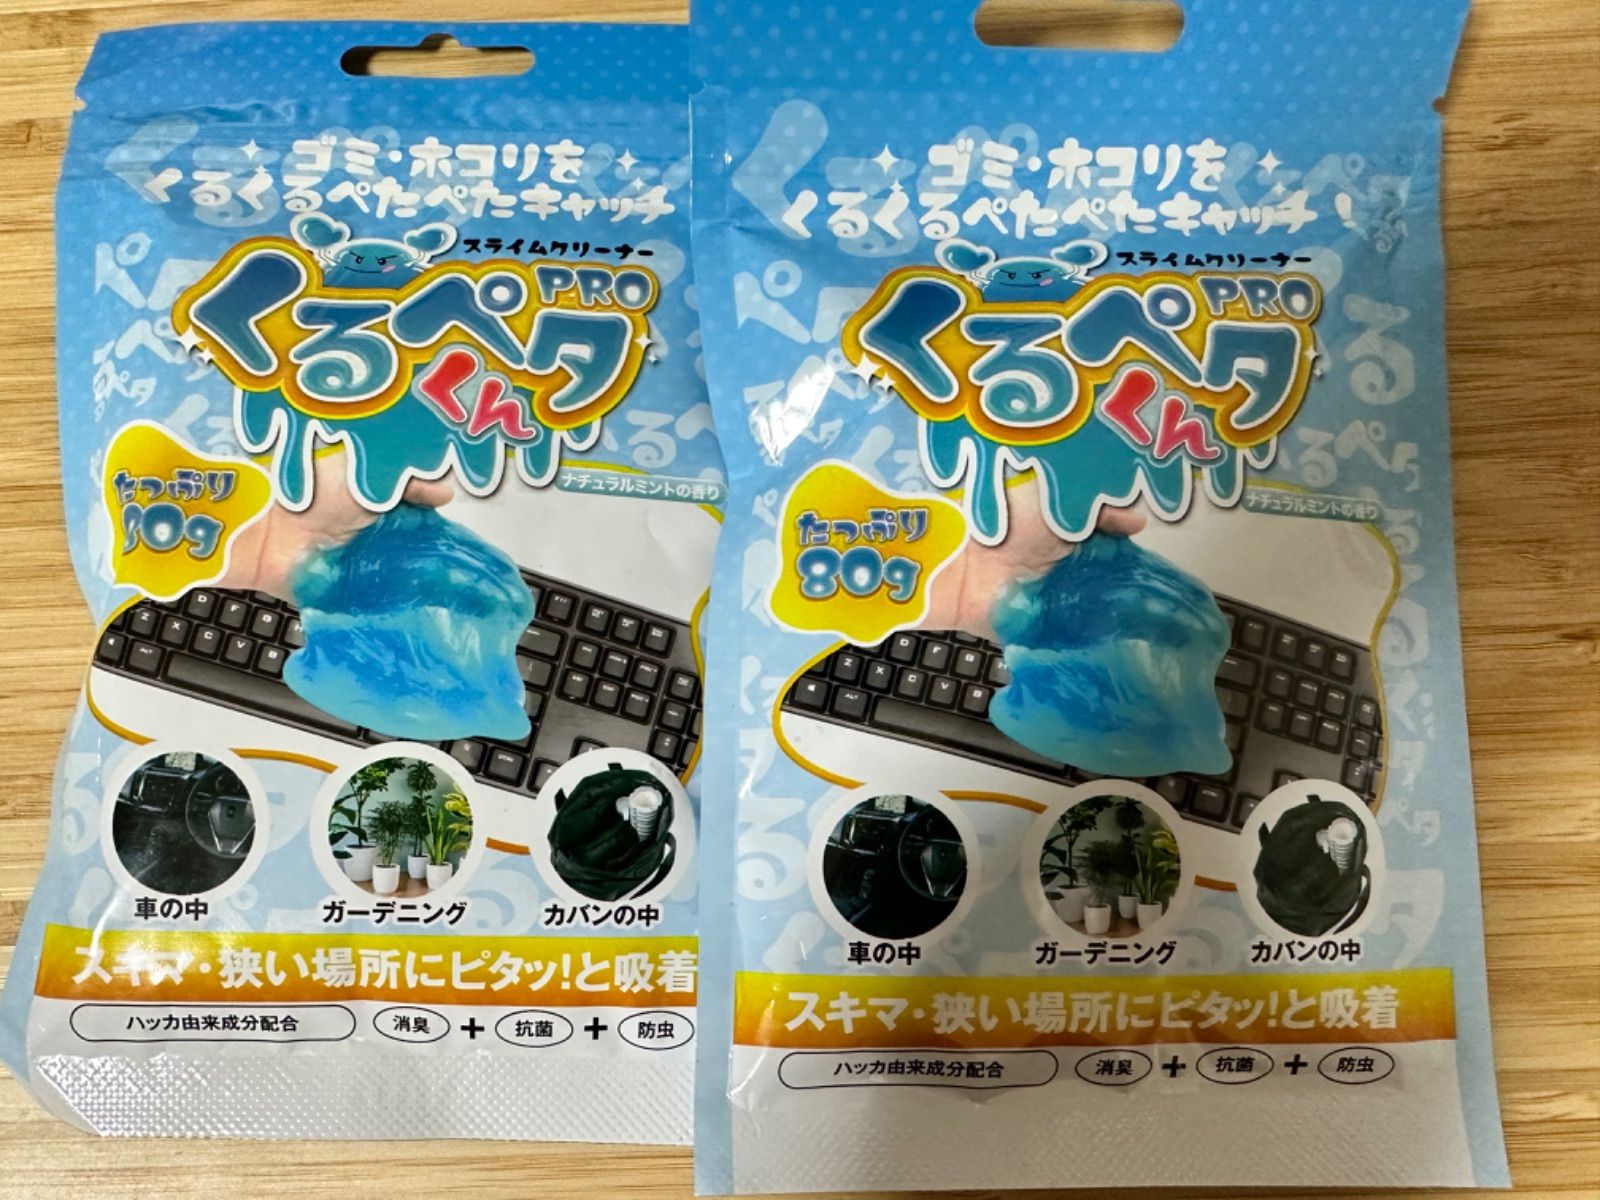 ゴミ・ホコリを
くるくるぺたぺたキャッチ
スライムクリーナー
くるペタ PRO
くん
ナチュラルミントの香り
たっぷり
80g
車の中
ガーデニング
カバンの中
スキマ・狭い場所にピタッ!と吸着
ハッカ由来成分配合 消臭 + 抗菌 + 防虫
ゴミ・ホコリを
くるくるぺたぺたキャッチ!
スライムクリーナー
くるペタ PRO
くん
ナチュラルミントの香り
たっぷり
80g
車の中
ガーデニング
カバンの中
スキマ・狭い場所にピタッ!と吸着
ハッカ由来成分配合 消臭 + 抗菌 + 防虫